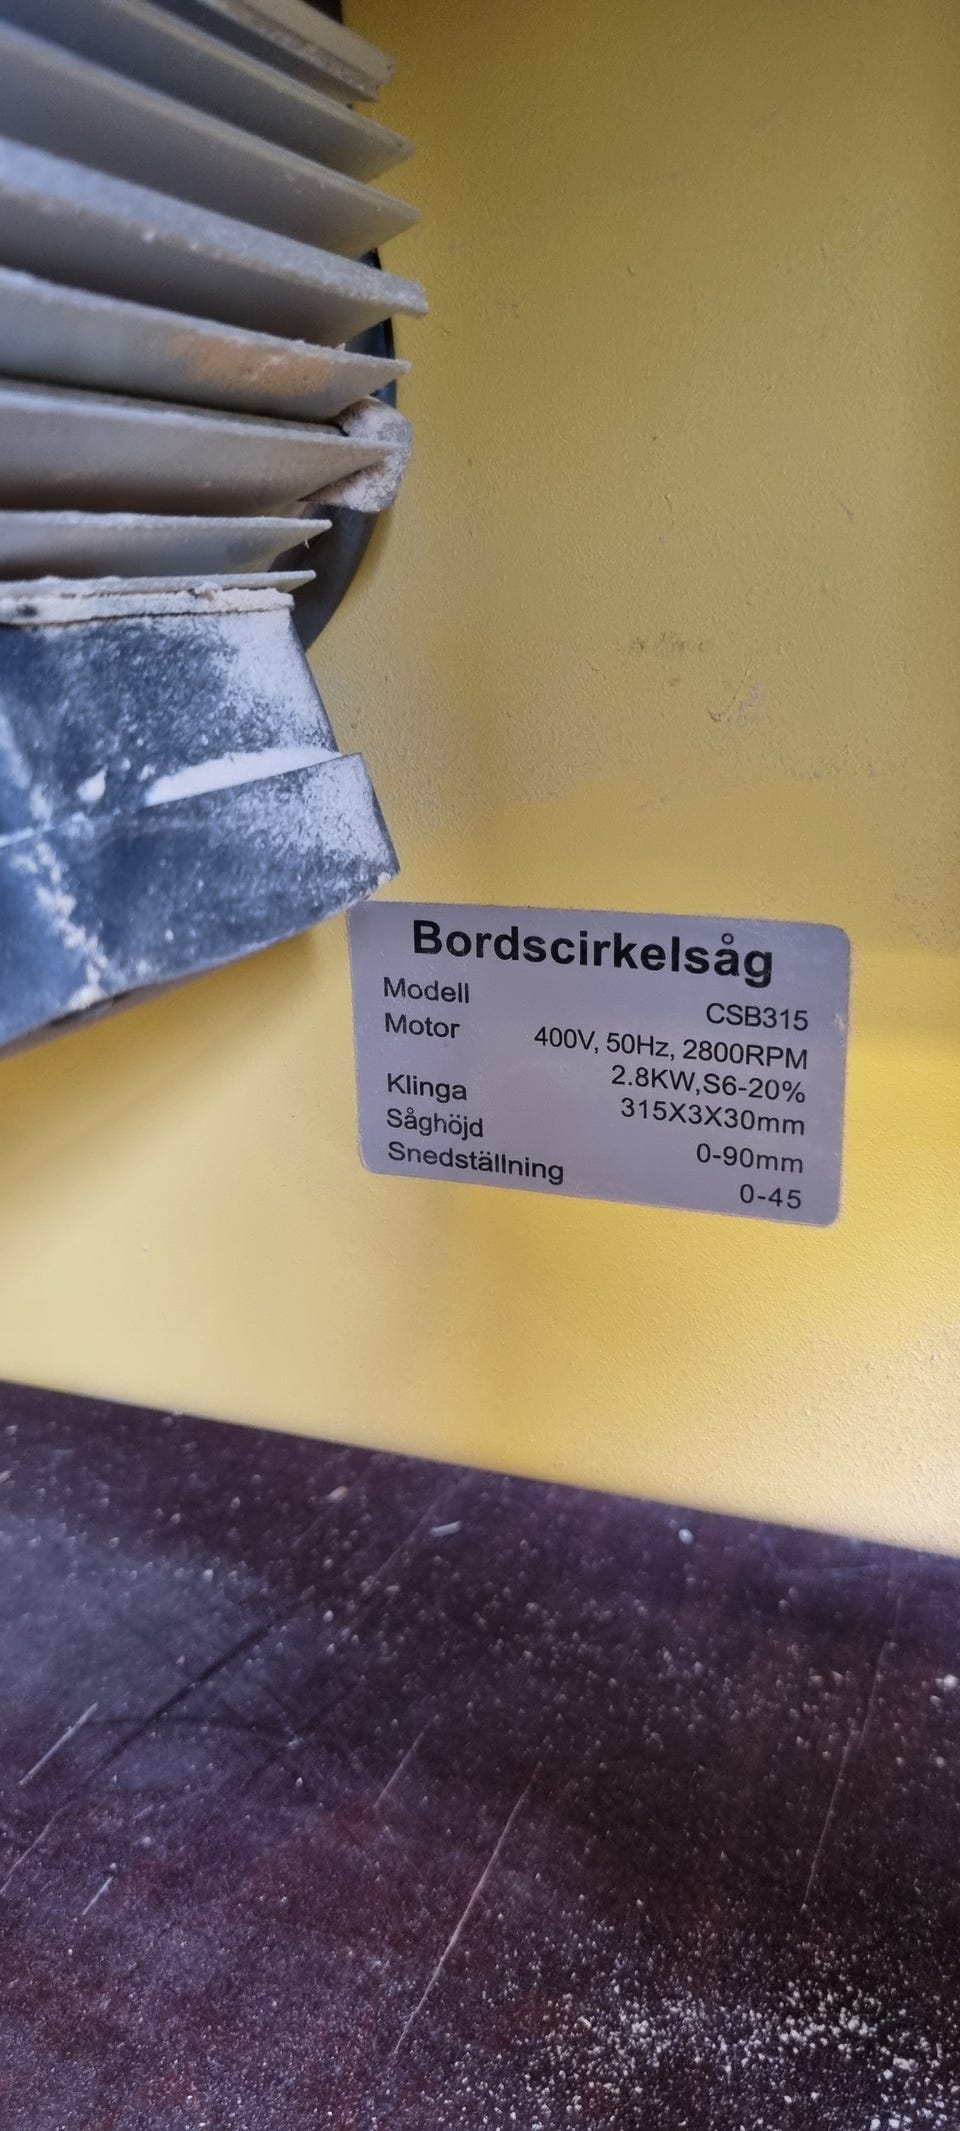 Bordscirkelsåg
Modell CSB315
Motor 400V, 50Hz, 2800RPM
2.8KW,S6-20%
Klinga 315X3X30mm
Såghöjd 0-90mm
Snedställning 0-45